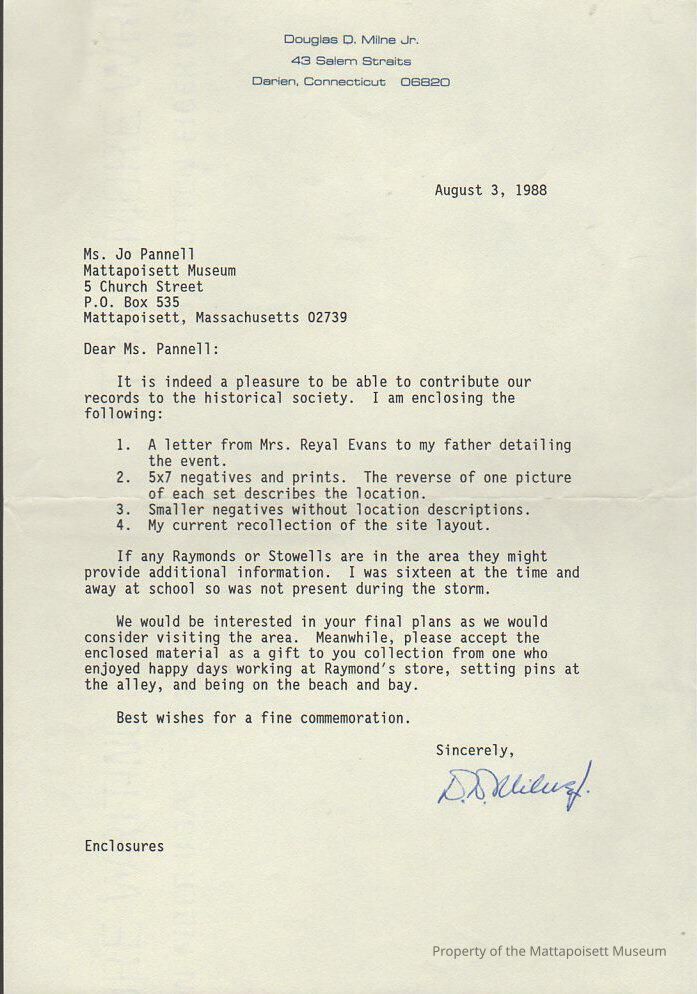 Douglas D. Milne Jr.
43 Salem Straits
Darien, Connecticut 06820
August 3, 1988
Ms. Jo Pannell
Mattapoisett Museum
5 Church Street
P.O. Box 535
Mattapoisett, Massachusetts 02739
Dear Ms. Pannell:
It is indeed a pleasure to be able to contribute our
records to the historical society. I am enclosing the
following:
1. A letter from Mrs. Reyal Evans to my father detailing
the event.
2. 5x7 negatives and prints. The reverse of one picture
of each set describes the location.
3. Smaller negatives without location descriptions.
4. My current recollection of the site layout.
If any Raymonds or Stowells are in the area they might
provide additional information. I was sixteen at the time and
away at school so was not present during the storm.
We would be interested in your final plans as we would
consider visiting the area. Meanwhile, please accept the
enclosed material as a gift to you collection from one who
enjoyed happy days working at Raymond's store, setting pins at
the alley, and being on the beach and bay.
Best wishes for a fine commemoration.
Sincerely,
D. D. Milne Jr.
Enclosures
Property of the Mattapoisett Museum